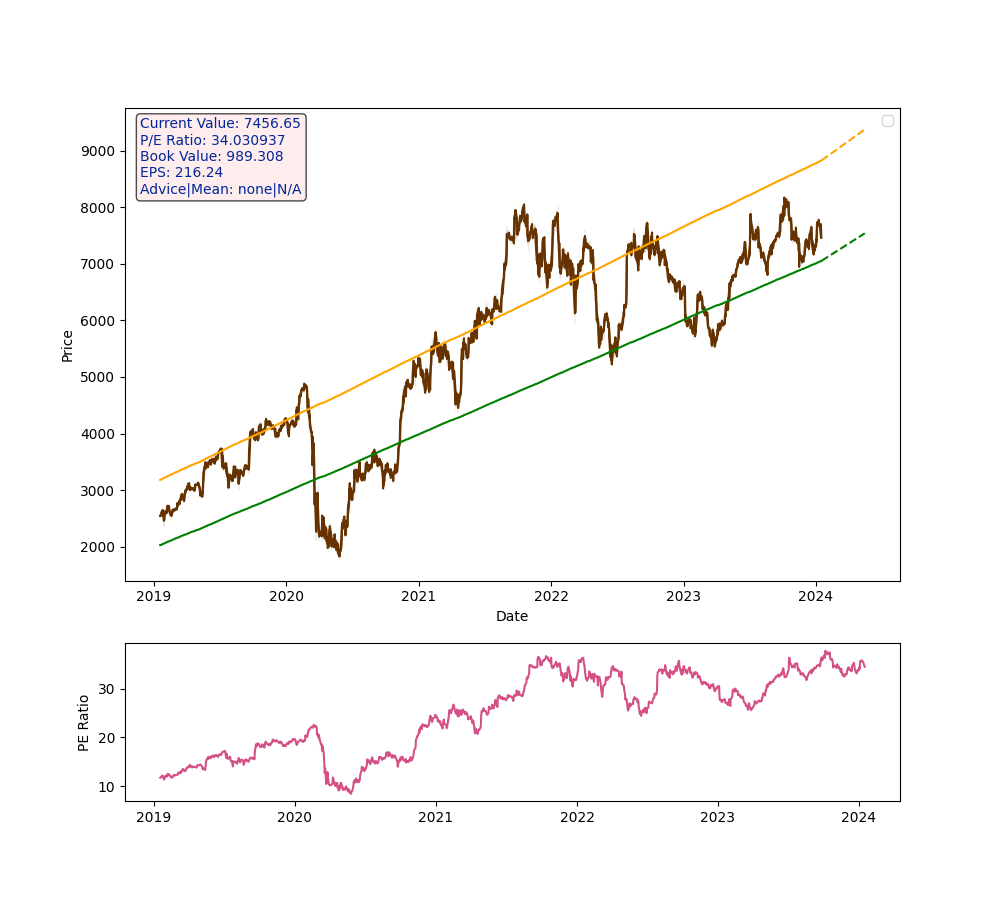 Current Value: 7456.65
P/E Ratio: 34.030937
Book Value: 989.308
EPS: 216.24
Advice|Mean: none|N/A
9000
8000
7000
6000
5000
4000
3000
2000
Price
2019 2020 2021 2022 2023 2024
Date
30
20
10
PE Ratio
2019 2020 2021 2022 2023 2024